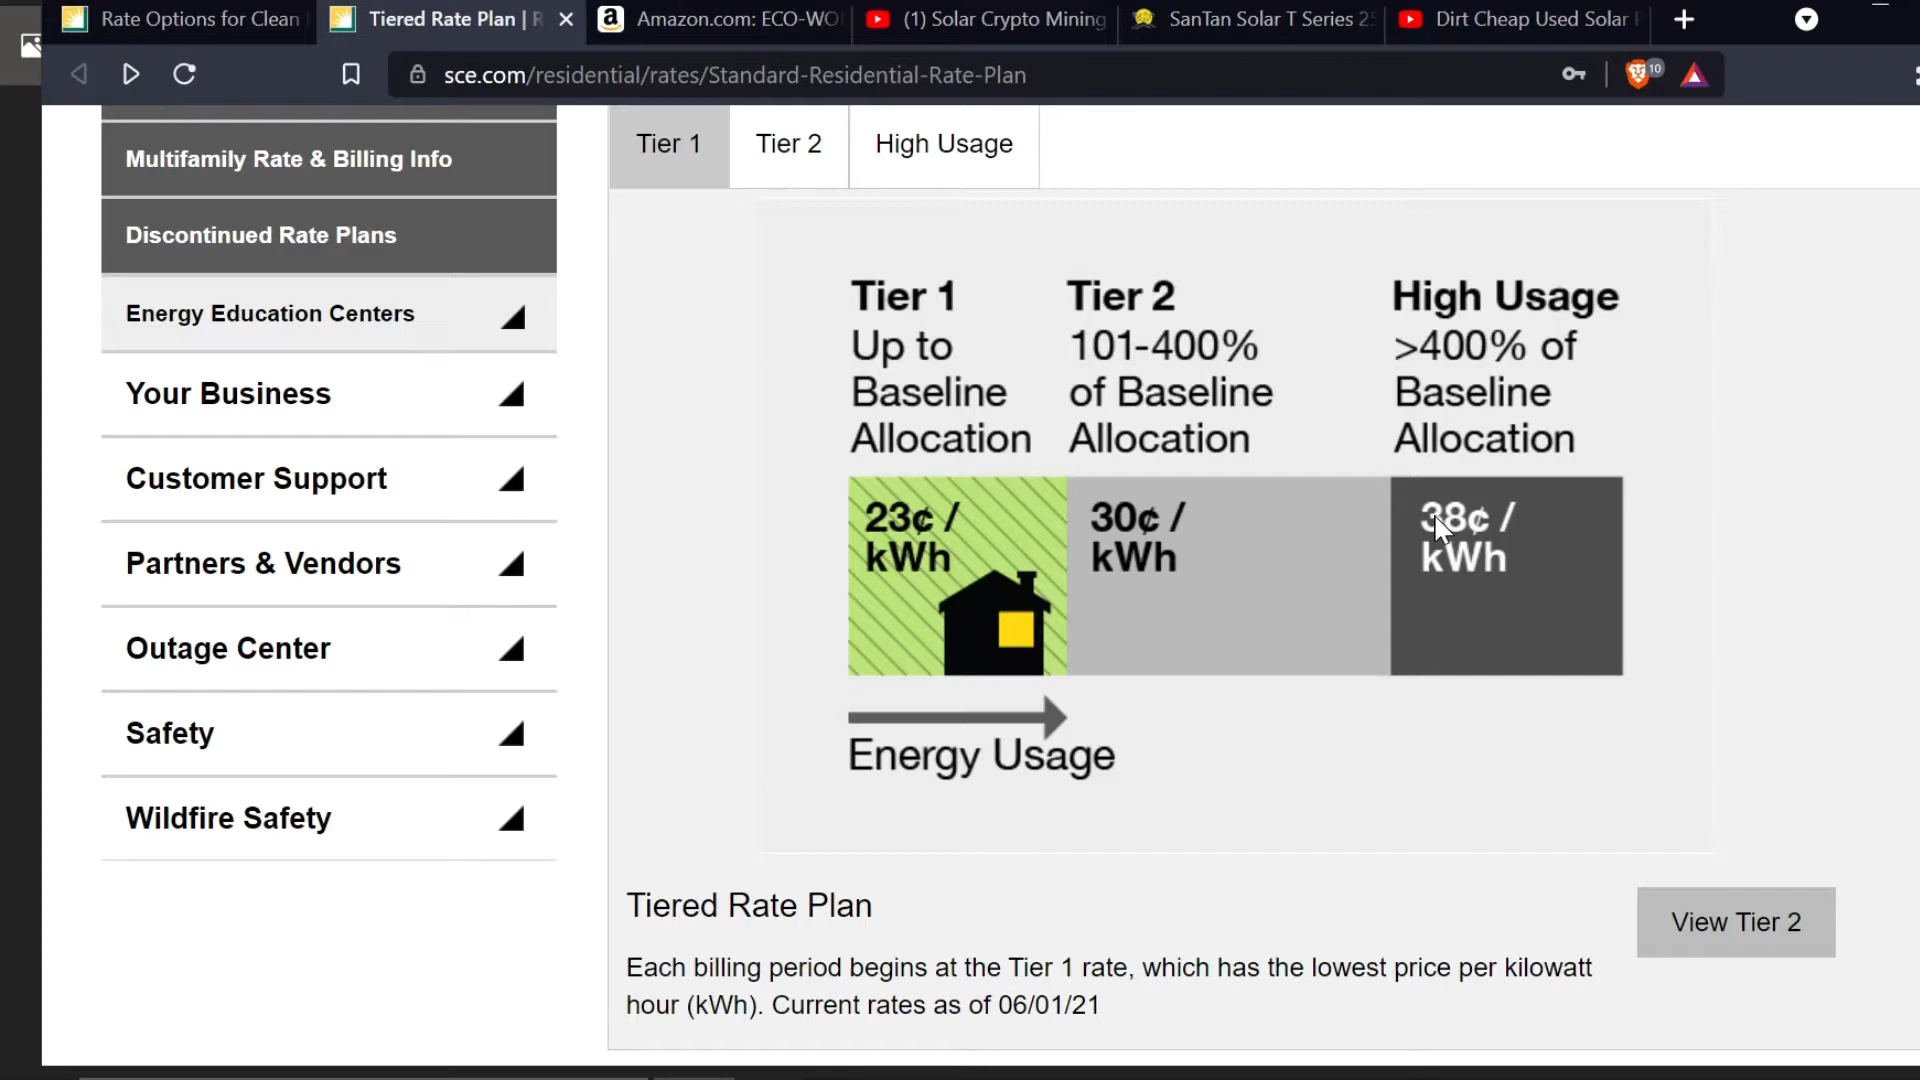 Rate Options for Clean
Tiered Rate Plan | R
Amazon.com: ECO-WO
(1) Solar Crypto Mining
SanTan Solar T Series 25
Dirt Cheap Used Solar P
sce.com/residential/rates/Standard-Residential-Rate-Plan
10
Multifamily Rate & Billing Info
Discontinued Rate Plans
Energy Education Centers
Your Business
Customer Support
Partners & Vendors
Outage Center
Safety
Wildfire Safety
Tier 1
Tier 2
High Usage
Tier 1
Up to
Baseline
Allocation
Tier 2
101-400%
of Baseline
Allocation
High Usage
>400% of
Baseline
Allocation
23¢ /
kWh
30¢ /
kWh
38¢ /
kWh
Energy Usage
Tiered Rate Plan
View Tier 2
Each billing period begins at the Tier 1 rate, which has the lowest price per kilowatt
hour (kWh). Current rates as of 06/01/21